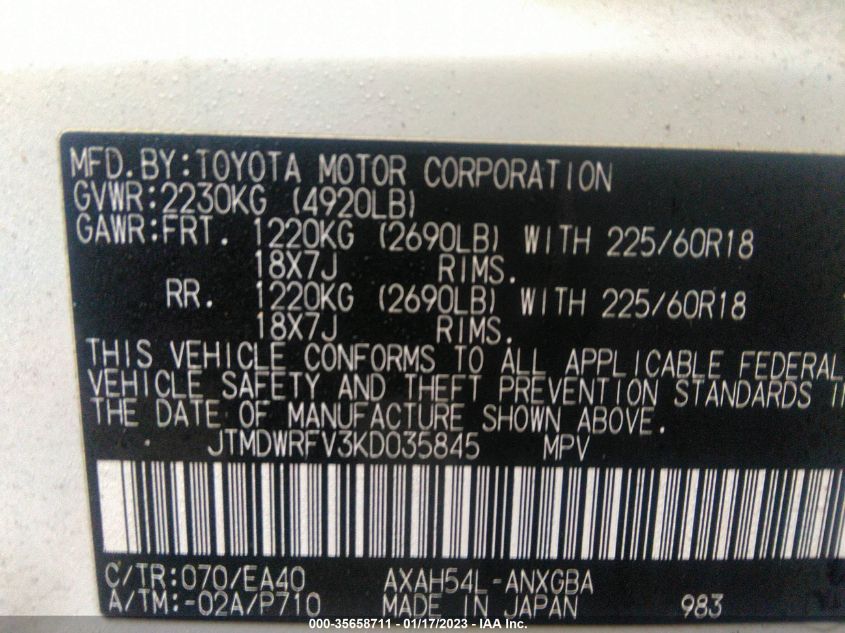 MFD.BY:TOYOTA MOTOR CORPORATION
GVWR:2230KG (4920LB)
GAWR:FRT. 1220KG (2690LB) WITH 225/60R18
18X7J RIMS.
RR. 1220KG (2690LB) WITH 225/60R18
18X7J RIMS.
THIS VEHICLE CONFORMS TO ALL APPLICABLE FEDERAL
VEHICLE SAFETY AND THEFT PREVENTION STANDARDS I
THE DATE OF MANUFACTURE SHOWN ABOVE.
JTMDWRFV3KD035845 MPV
C/TR:070/EA40 AXAH54L-ANXGBA
A/TM:-02A/P710 MADE IN JAPAN 983
000-35658711 - 01/17/2023 - IAA Inc.